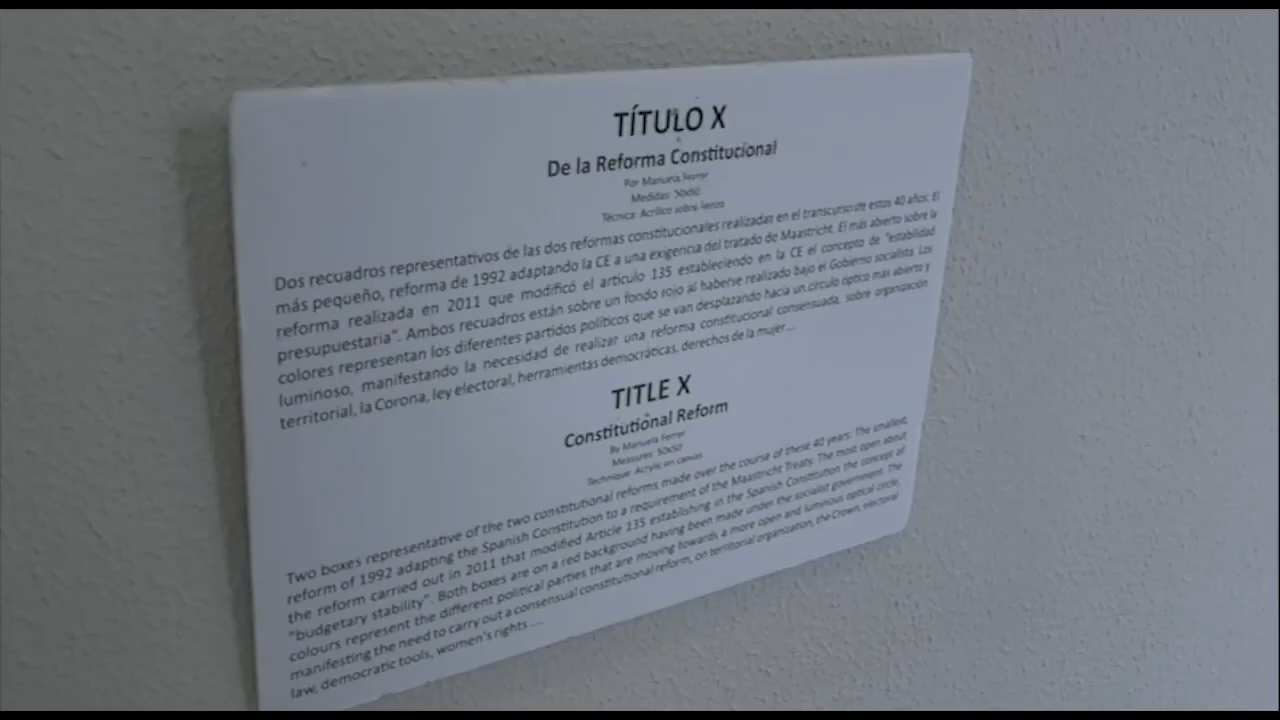 TÍTULO X
De la Reforma Constitucional
Por Manuela Ferrer
Medidas: 50x50
Técnica: Acrílico sobre lienzo
Dos recuadros representativos de las dos reformas constitucionales realizadas en el transcurso de estos 40 años: El
más pequeño, reforma de 1992 adaptando la CE a una exigencia del tratado de Maastricht. El más abierto sobre la
reforma realizada en 2011 que modificó el artículo 135 estableciendo en la CE el concepto de "estabilidad
presupuestaria". Ambos recuadros están sobre un fondo rojo al haberse realizado bajo el Gobierno socialista. Los
colores representan los diferentes partidos políticos que se van desplazando hacia un círculo óptico más abierto y
luminoso, manifestando la necesidad de realizar una reforma constitucional consensuada, sobre organización
territorial, la Corona, ley electoral, herramientas democráticas, derechos de la mujer...
TITLE X
Constitutional Reform
By Manuela Ferrer
Measures: 50x50
Technique: Acrylic on canvas
Two boxes representative of the two constitutional reforms made over the course of these 40 years: The smallest,
reform of 1992 adapting the Spanish Constitution to a requirement of the Maastricht Treaty. The most open about
the reform carried out in 2011 that modified Article 135 establishing in the Spanish Constitution the concept of
"budgetary stability". Both boxes are on a red background having been made under the socialist government. The
colours represent the different political parties that are moving towards a more open and luminous optical circle,
manifesting the need to carry out a consensual constitutional reform, on territorial organization, the Crown, electoral
law, democratic tools, women's rights ....